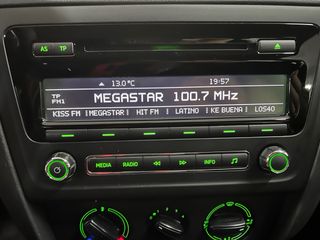 AS TP
13.0°C 19:57
TP
FM1
MEGASTAR 100.7 MHz
KISS FM |MEGASTAR| HIT FM | LATINO |KE BUENA| LOS40
MEDIA RADIO INFO